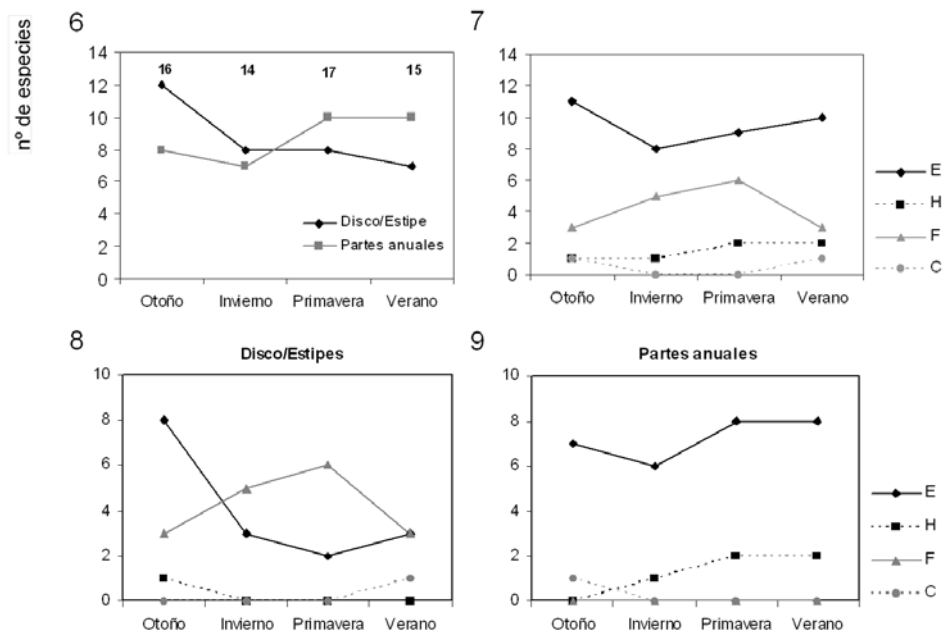 nº de especies
6
14
12
10
8
6
4
2
0
16
14
17
15
Disco/Estipe
Partes anuales
Otoño Invierno Primavera Verano
7
14
12
10
8
6
4
2
0
Otoño Invierno Primavera Verano
E
H
F
C
8
Disco/Estipes
10
8
6
4
2
0
Otoño Invierno Primavera Verano
9
Partes anuales
10
8
6
4
2
0
Otoño Invierno Primavera Verano
E
H
F
C